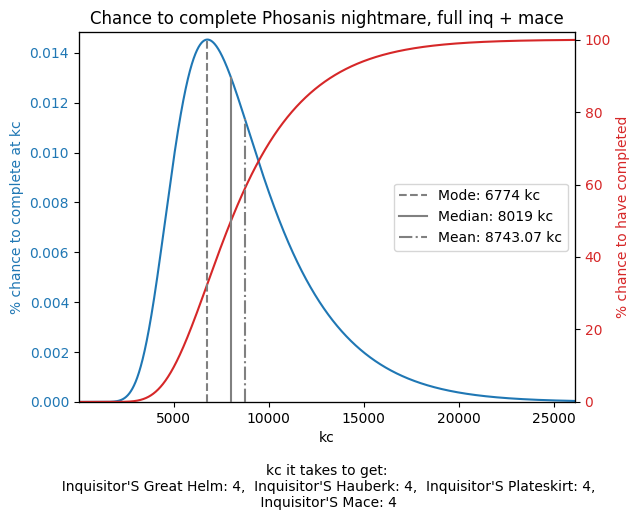 Chance to complete Phosanis nightmare, full inq + mace
% chance to complete at kc
0.014
0.012
0.010
0.008
0.006
0.004
0.002
0.000
Mode: 6774 kc
Median: 8019 kc
Mean: 8743.07 kc
100
80
60
40
20
0
% chance to have completed
5000 10000 15000 20000 25000
kc
kc it takes to get:
Inquisitor'S Great Helm: 4, Inquisitor'S Hauberk: 4, Inquisitor'S Plateskirt: 4,
Inquisitor'S Mace: 4